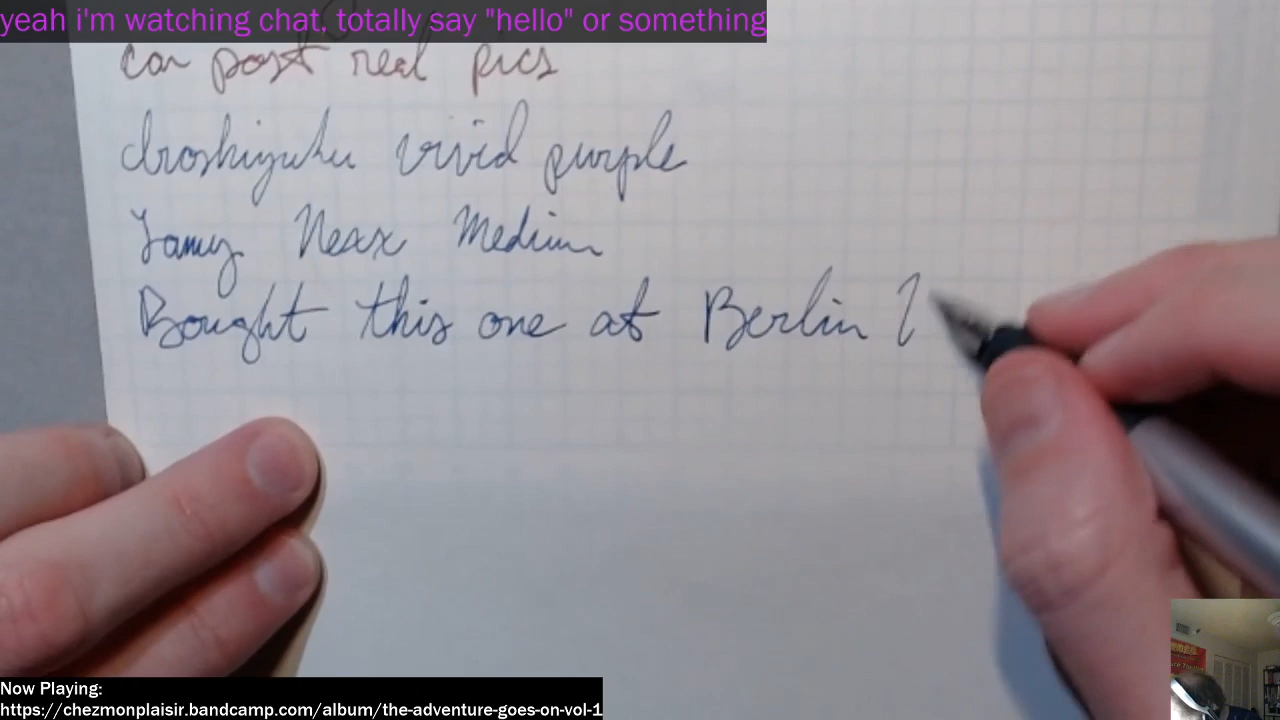 yeah i'm watching chat, totally say "hello" or something
can post real pics
Iroshizuku vivid purple
Lamy Nexx Medium
Bought this one at Berlin
Now Playing:
https://chezmonplaisir.bandcamp.com/album/the-adventure-goes-on-vol-1